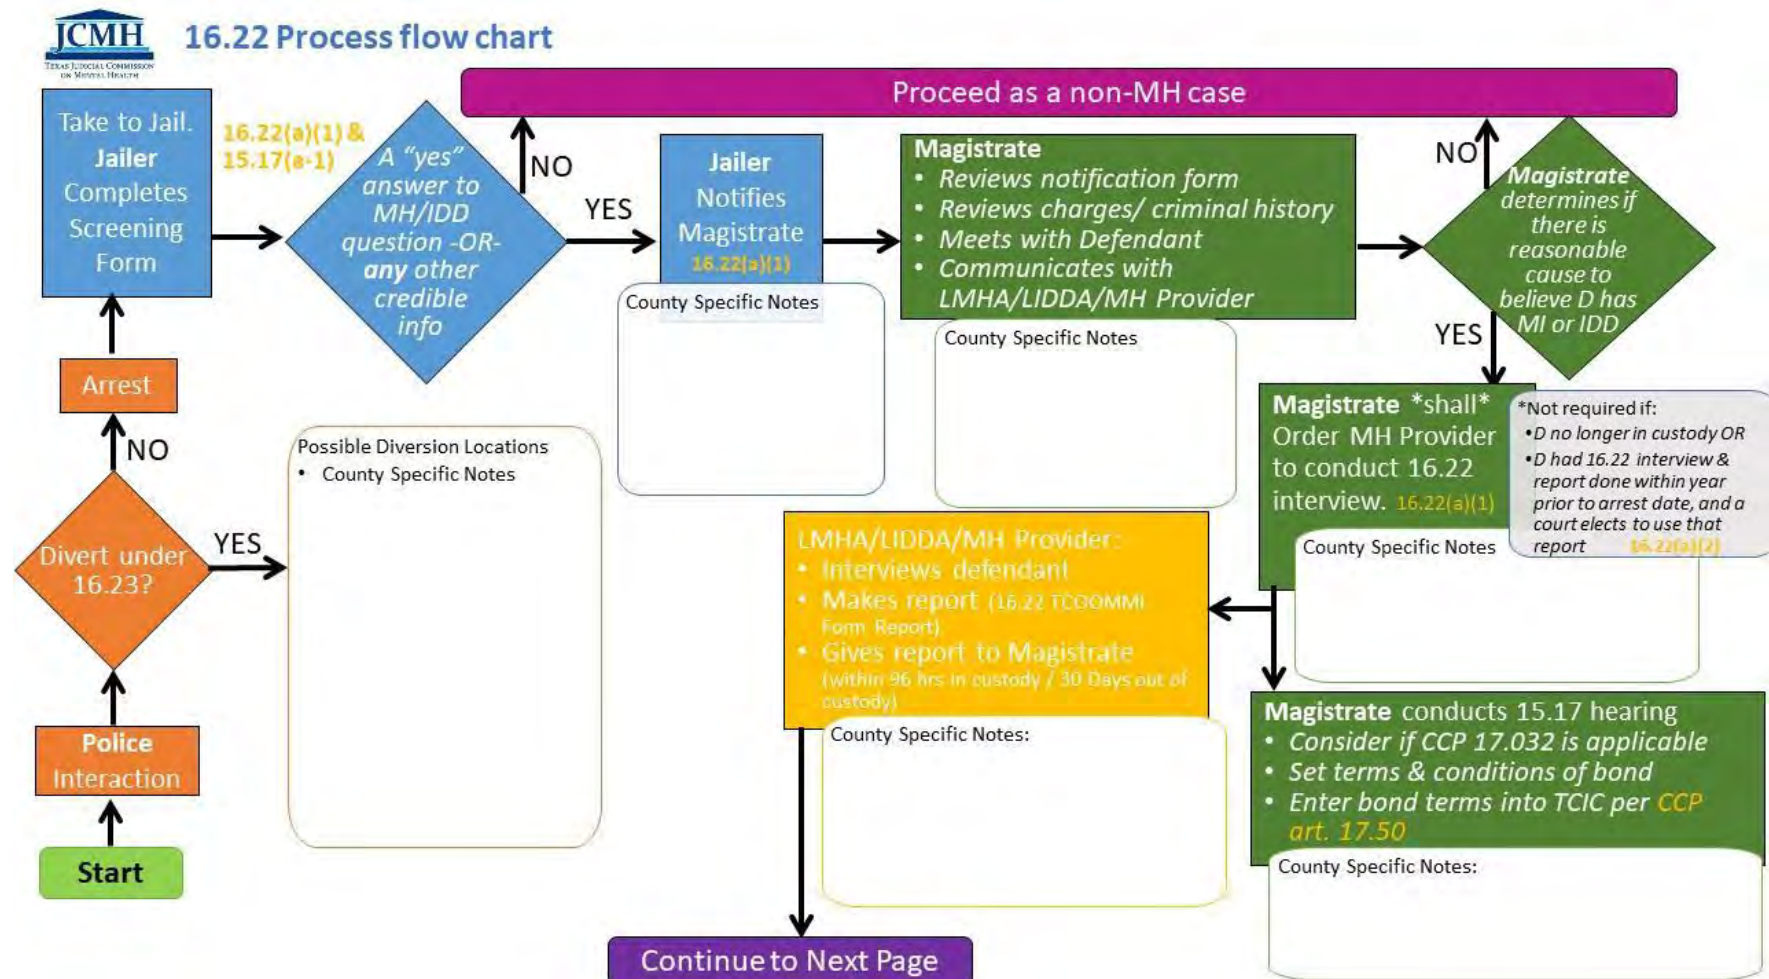 JCMH
TEXAS JUDICIAL COMMISSION
ON MENTAL HEALTH
16.22 Process flow chart
Proceed as a non-MH case
Take to Jail.
Jailer
Completes
Screening
Form
16.22(a)(1) &
15.17(a-1)
A "yes"
answer to
MH/IDD
question -OR-
any other
credible
info
NO
YES
Jailer
Notifies
Magistrate
16.22(a)(1)
County Specific Notes
Magistrate
• Reviews notification form
• Reviews charges/ criminal history
• Meets with Defendant
• Communicates with
LMHA/LIDDA/MH Provider
County Specific Notes
NO
Magistrate
determines if
there is
reasonable
cause to
believe D has
MI or IDD
YES
Magistrate *shall*
Order MH Provider
to conduct 16.22
interview. 16.22(a)(1)
*Not required if:
•D no longer in custody OR
•D had 16.22 interview &
report done within year
prior to arrest date, and a
court elects to use that
report 16.22(a)(2)
County Specific Notes
Arrest
NO
Divert under
16.23?
YES
Possible Diversion Locations
• County Specific Notes
Police
Interaction
Start
LMHA/LIDDA/MH Provider:
• Interviews defendant
• Makes report (16.22 TCOOMMI
Form Report)
• Gives report to Magistrate
(within 96 hrs in custody / 30 Days out of
custody)
County Specific Notes:
Magistrate conducts 15.17 hearing
• Consider if CCP 17.032 is applicable
• Set terms & conditions of bond
• Enter bond terms into TCIC per CCP
art. 17.50
County Specific Notes:
Continue to Next Page